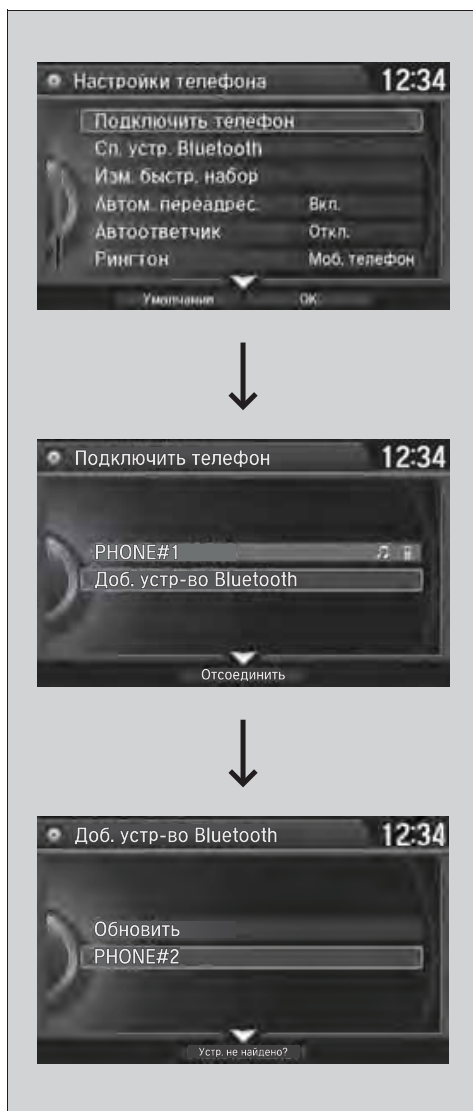 Настройки телефона 12:34
Подключить телефон
Сп. устр. Bluetooth
Изм. быстр. набор
Автом. переадрес. Вкл.
Автоответчик Откл.
Рингтон Моб. телефон
Умолчание OK
Подключить телефон 12:34
PHONE#1
Доб. устр-во Bluetooth
Отсоединить
Доб. устр-во Bluetooth 12:34
Обновить
PHONE#2
Устр. не найдено?